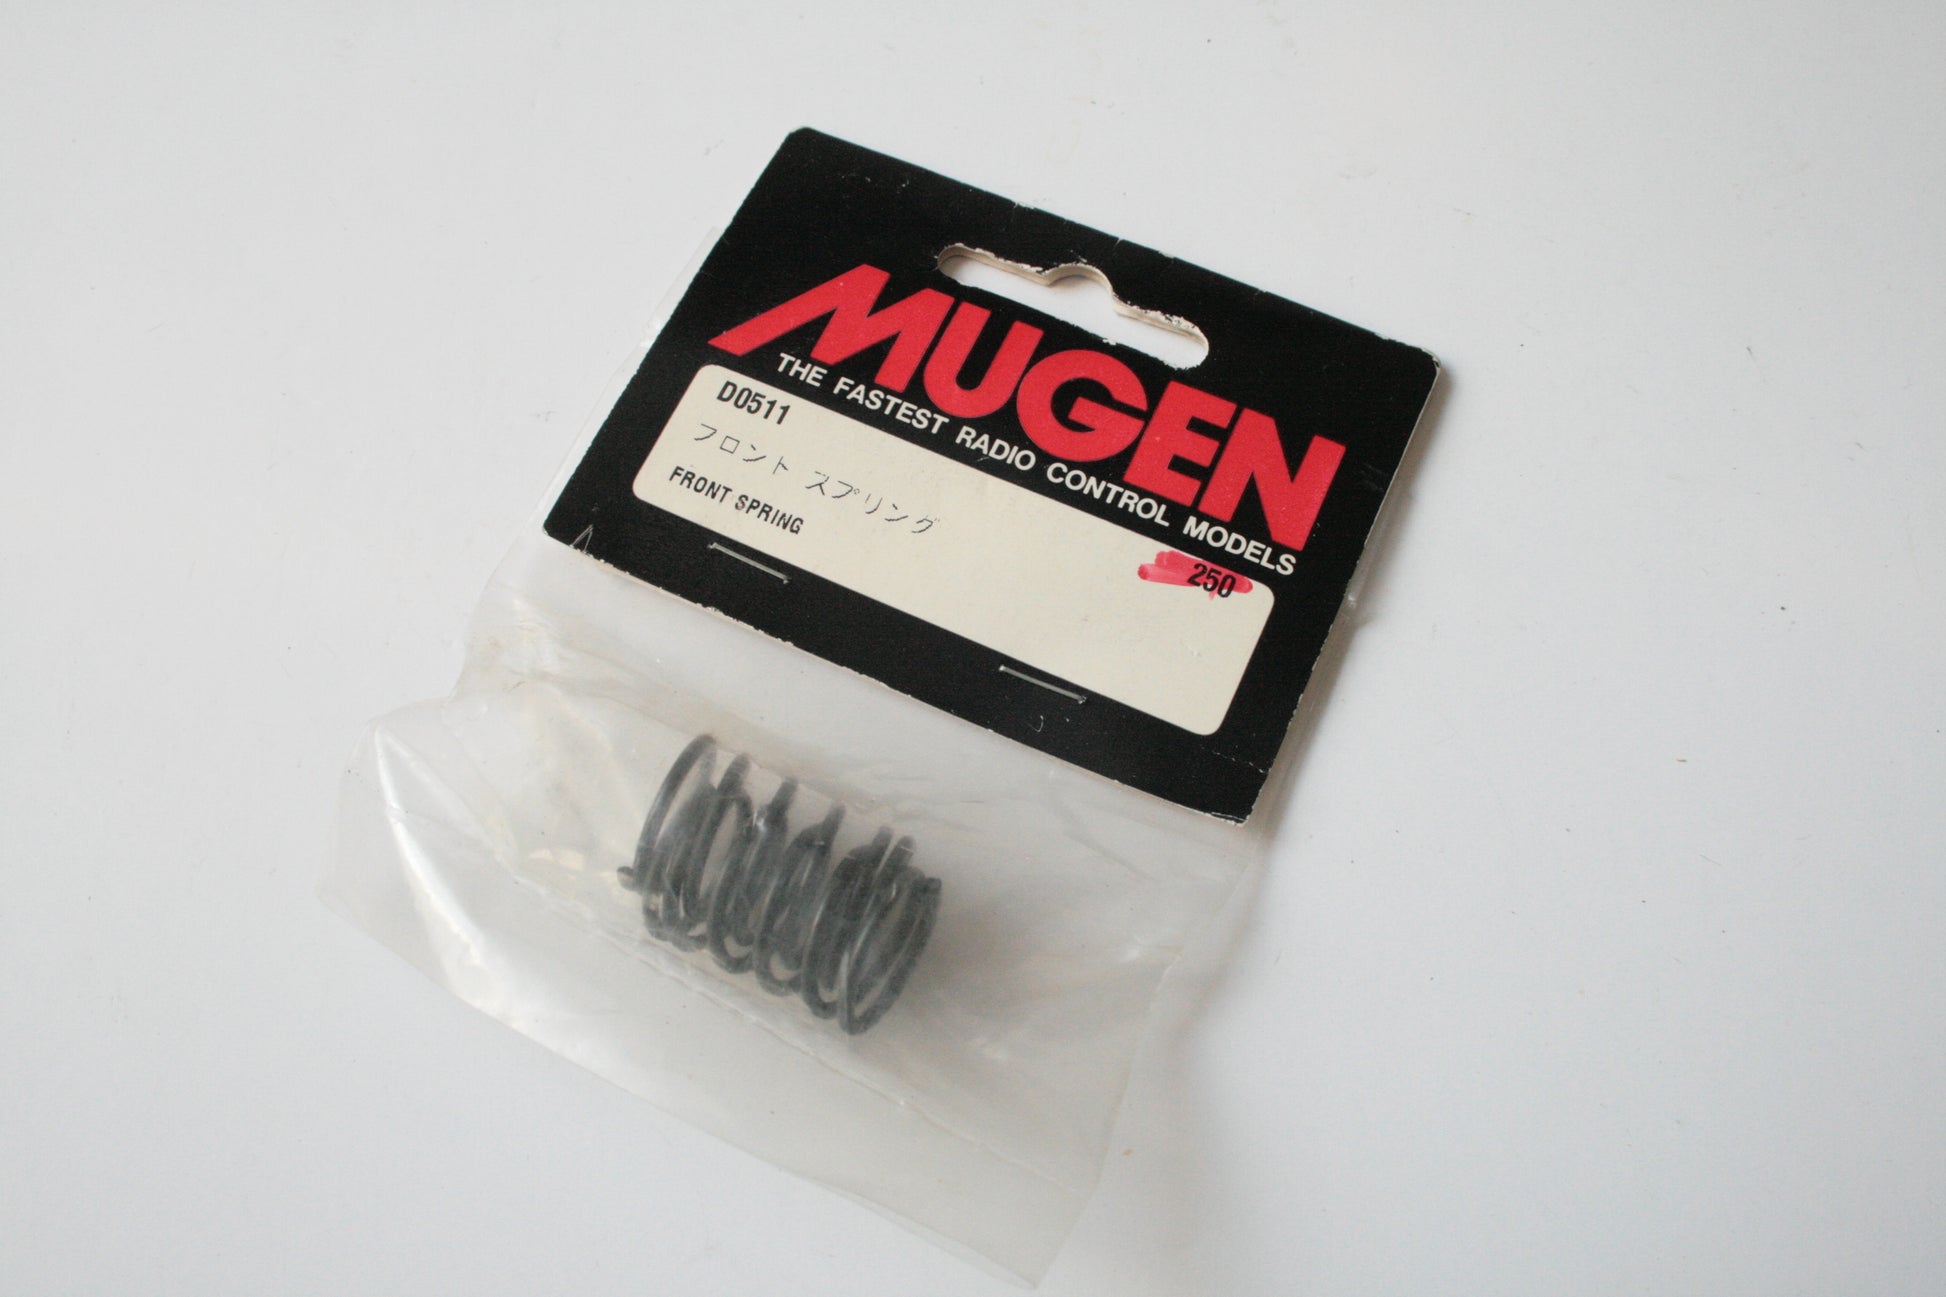 MUGEN
THE FASTEST RADIO CONTROL MODELS
D0511
フロント スプリング
FRONT SPRING
250